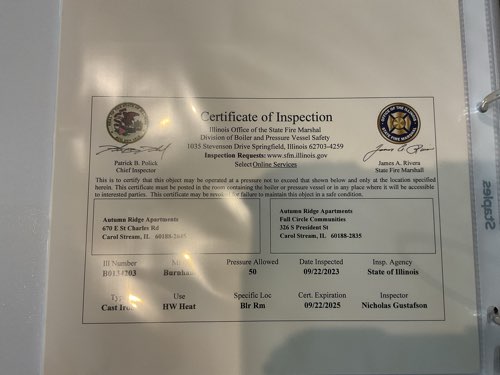 Certificate of Inspection
Illinois Office of the State Fire Marshal
Division of Boiler and Pressure Vessel Safety
1035 Stevenson Drive Springfield, Illinois 62703-4259
Inspection Requests: www.sfm.illinois.gov
Select Online Services
Patrick B. Polick
Chief Inspector
James A. Rivera
State Fire Marshall
This is to certify that this object may be operated at a pressure not to exceed that shown below and only at the location specified
herein. This certificate must be posted in the room containing the boiler or pressure vessel or in any place where it will be accessible
to interested parties. This certificate may be revoked for failure to maintain this object in a safe condition.
Autumn Ridge Apartments
670 E St Charles Rd
Carol Stream, IL 60188-2645
Autumn Ridge Apartments
Full Circle Communities
326 S President St
Carol Stream, IL 60188-2835
Ill Number Pressure Allowed Date Inspected Insp. Agency
B0134203 Burnham 50 09/22/2023 State of Illinois
Type Use Specific Loc Cert. Expiration Inspector
Cast Iron HW Heat Blr Rm 09/22/2025 Nicholas Gustafson
Staples